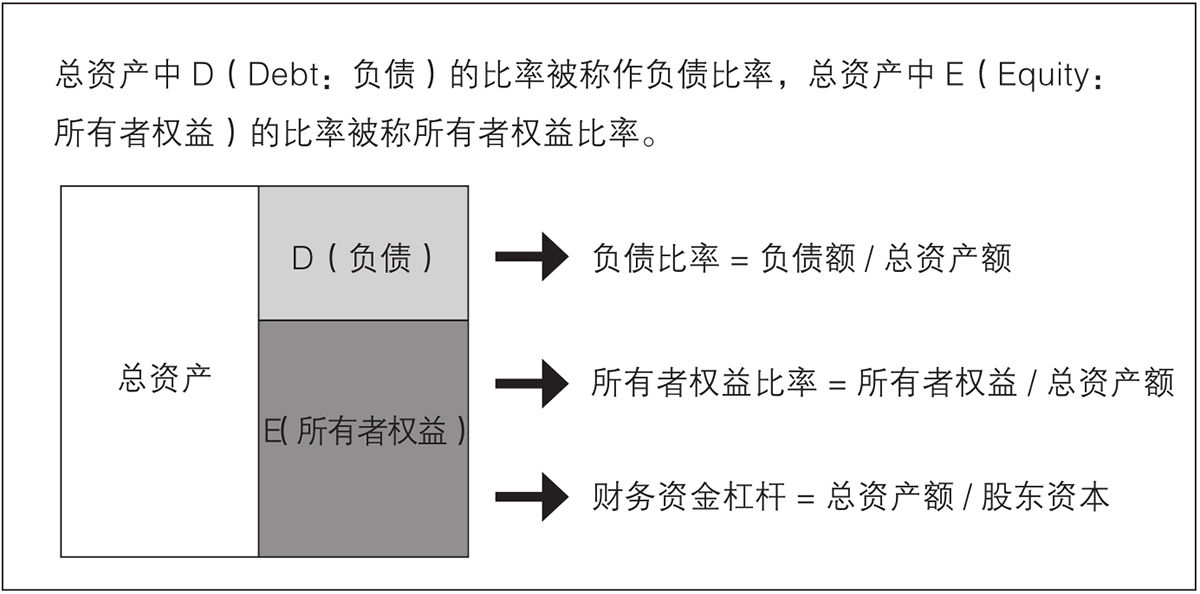 总资产中 D（Debt：负债）的比率被称作负债比率，总资产中 E（Equity：
所有者权益）的比率被称所有者权益比率。
总资产
D（负债）
E（所有者权益）
负债比率 = 负债额 / 总资产额
所有者权益比率 = 所有者权益 / 总资产额
财务资金杠杆 = 总资产额 / 股东资本